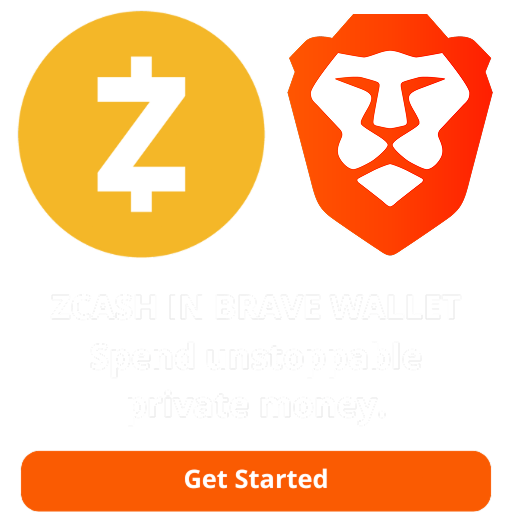 ZCASH IN BRAVE WALLET
Spend unstoppable
private money.
Get Started